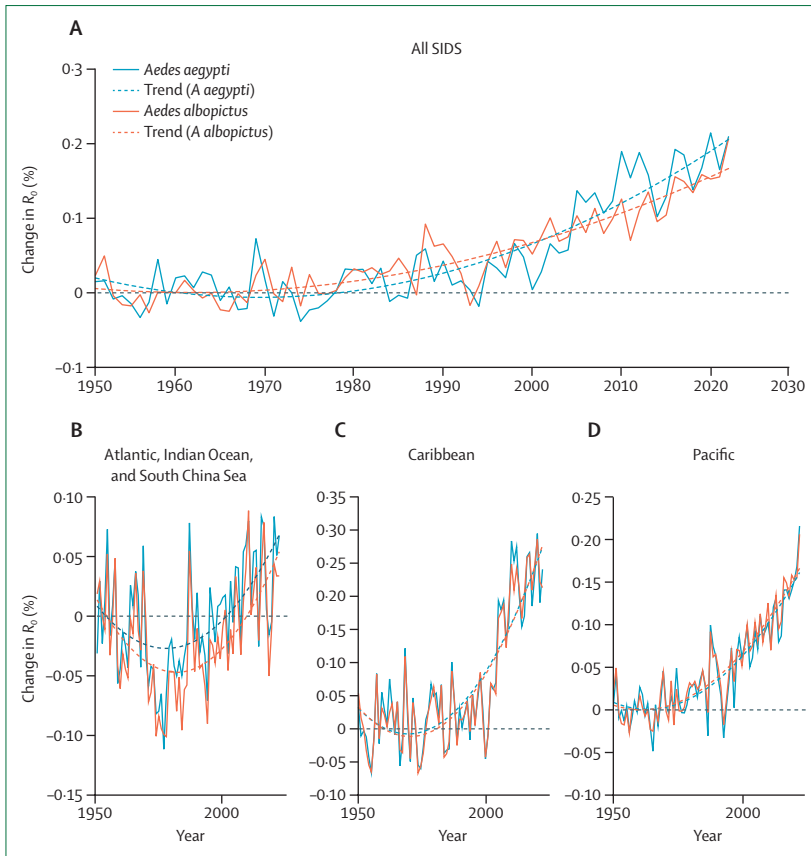 A
All SIDS
0·3
0·2
0·1
0
–0·1
Change in R0 (%)
Aedes aegypti
Trend (A aegypti)
Aedes albopictus
Trend (A albopictus)
1950 1960 1970 1980 1990 2000 2010 2020 2030
B
Atlantic, Indian Ocean,
and South China Sea
0·10
0·05
0
–0·05
–0·10
–0·15
Change in R0 (%)
1950 2000
Year
C
Caribbean
0·35
0·30
0·25
0·20
0·15
0·10
0·05
0
–0·05
–0·10
1950 2000
Year
D
Pacific
0·25
0·20
0·15
0·10
0·05
0
–0·05
–0·10
1950 2000
Year